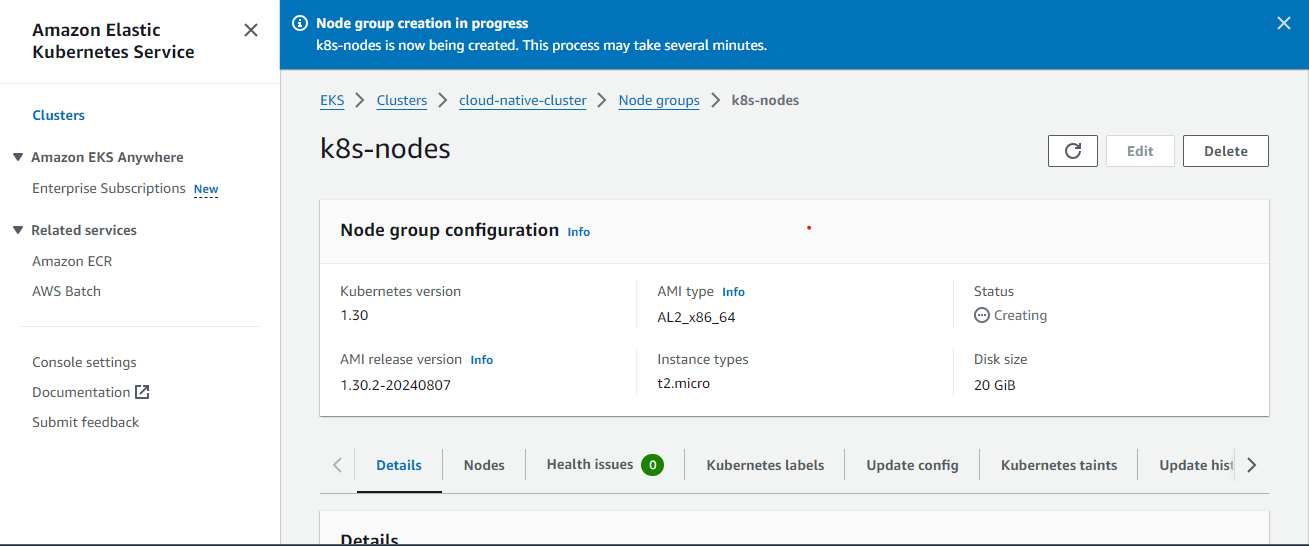 Amazon Elastic
Kubernetes Service
Clusters
Amazon EKS Anywhere
Enterprise Subscriptions New
Related services
Amazon ECR
AWS Batch
Console settings
Documentation
Submit feedback
Node group creation in progress
k8s-nodes is now being created. This process may take several minutes.
EKS Clusters cloud-native-cluster Node groups k8s-nodes
k8s-nodes
Edit Delete
Node group configuration Info
Kubernetes version
1.30
AMI type Info
AL2_x86_64
Status
Creating
AMI release version Info
1.30.2-20240807
Instance types
t2.micro
Disk size
20 GiB
Details Nodes Health issues 0 Kubernetes labels Update config Kubernetes taints Update hist
Details